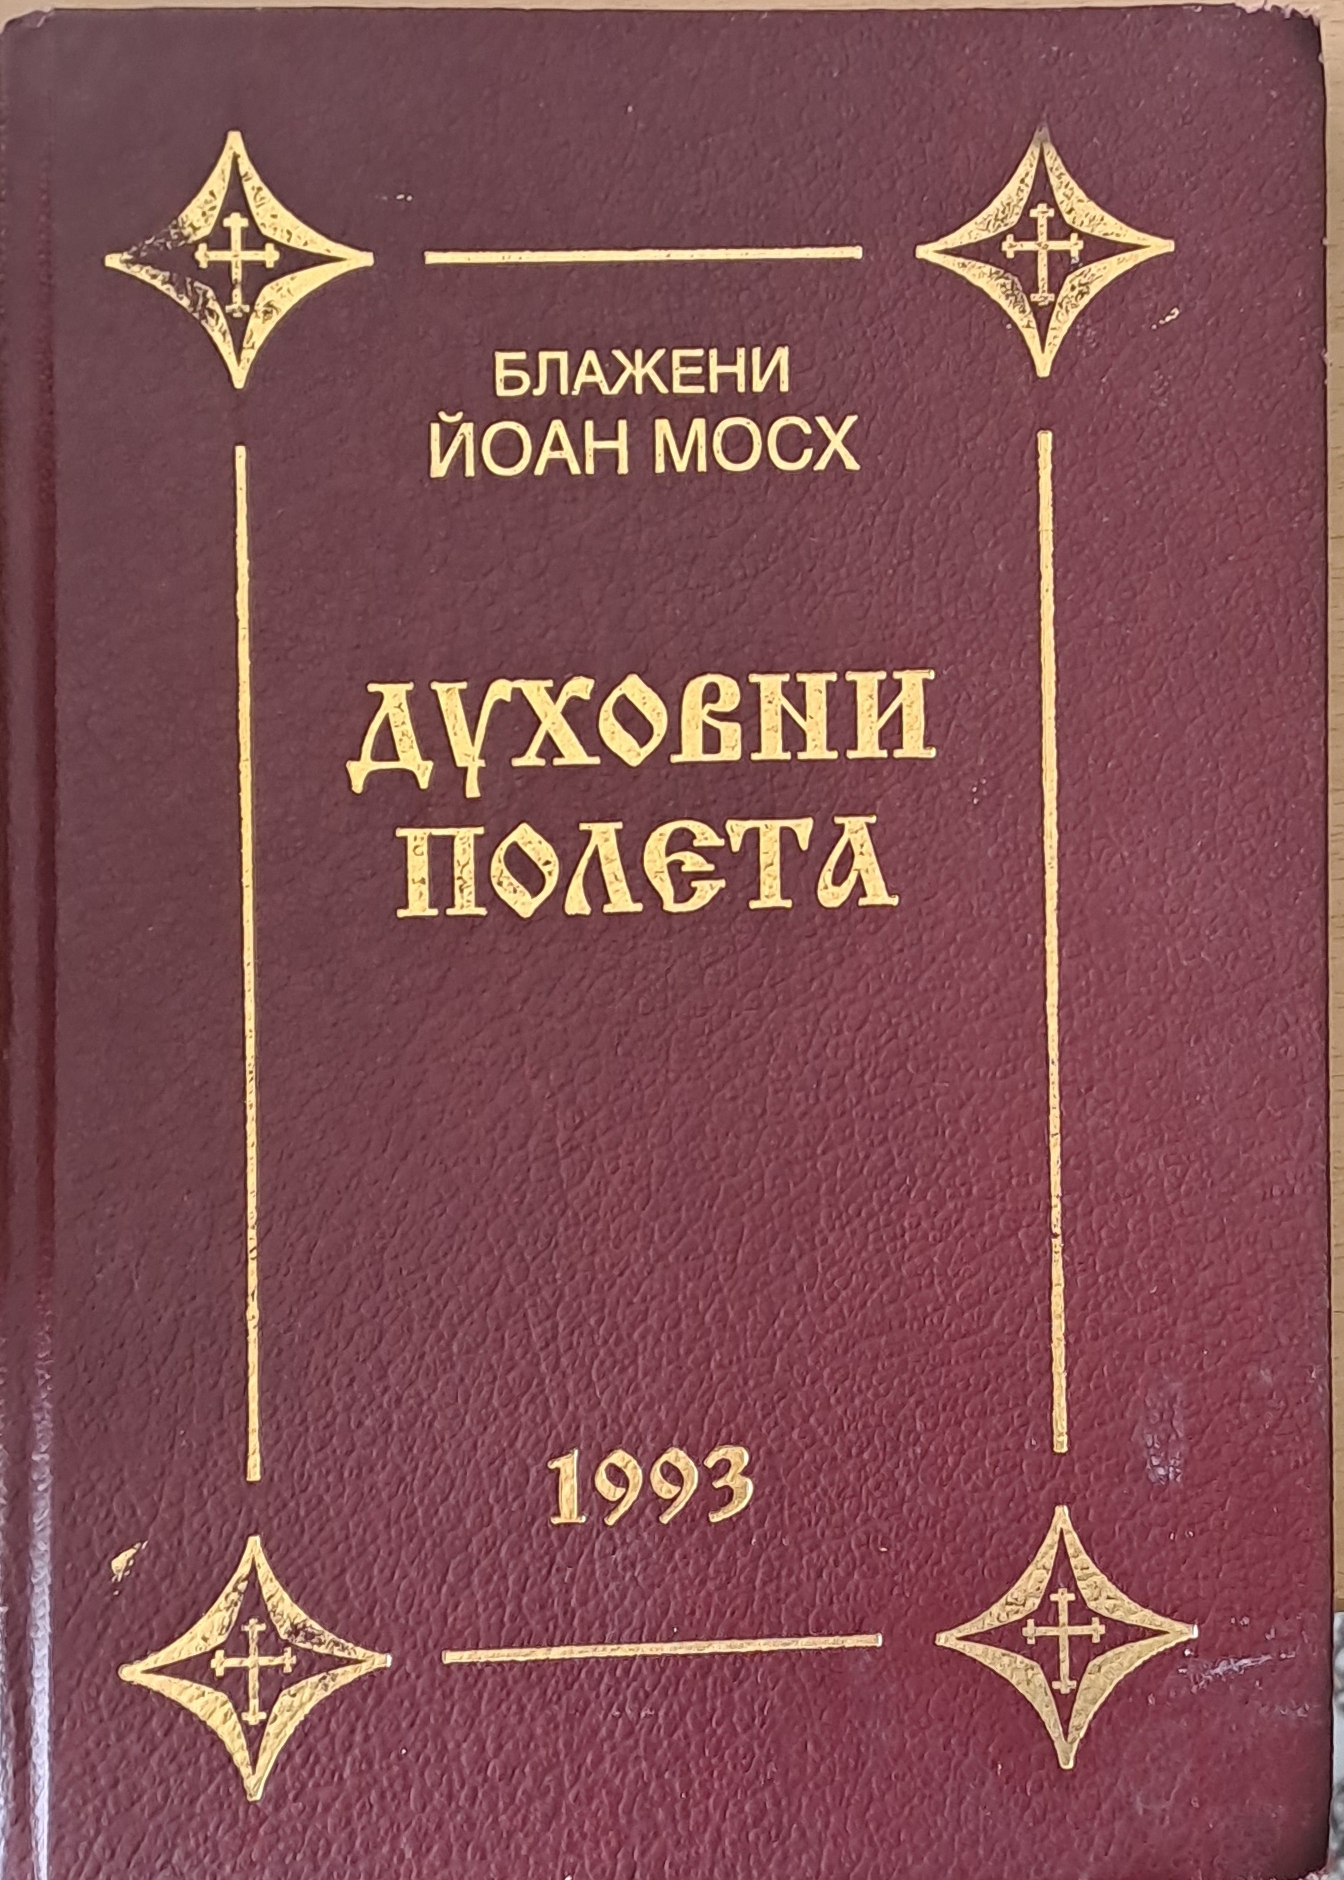 БЛАЖЕНИ
ЙОАН МОСХ
ДУХОВНИ
ПОЛЕТА
1993